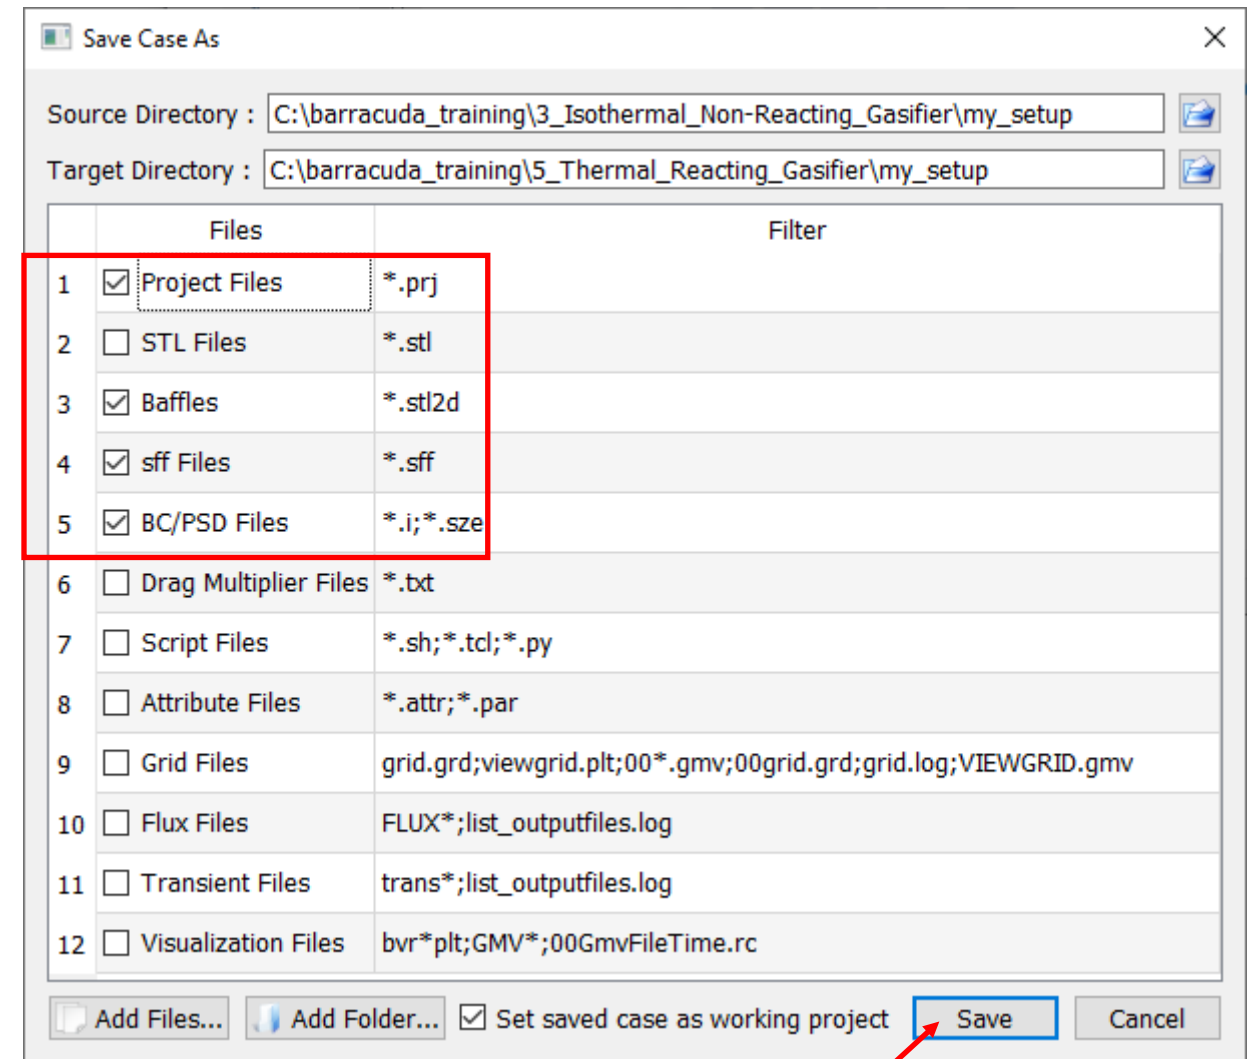 Save Case As
Source Directory : C:\barracuda_training\3_Isothermal_Non-Reacting_Gasifier\my_setup
Target Directory : C:\barracuda_training\5_Thermal_Reacting_Gasifier\my_setup
Files Filter
1 Project Files *.prj
2 STL Files *.stl
3 Baffles *.stl2d
4 sff Files *.sff
5 BC/PSD Files *.i;*.sze
6 Drag Multiplier Files *.txt
7 Script Files *.sh;*.tcl;*.py
8 Attribute Files *.attr;*.par
9 Grid Files grid.grd;viewgrid.plt;00*.gmv;00grid.grd;grid.log;VIEWGRID.gmv
10 Flux Files FLUX*;list_outputfiles.log
11 Transient Files trans*;list_outputfiles.log
12 Visualization Files bvr*plt;GMV*;00GmvFileTime.rc
Add Files... Add Folder... Set saved case as working project Save Cancel